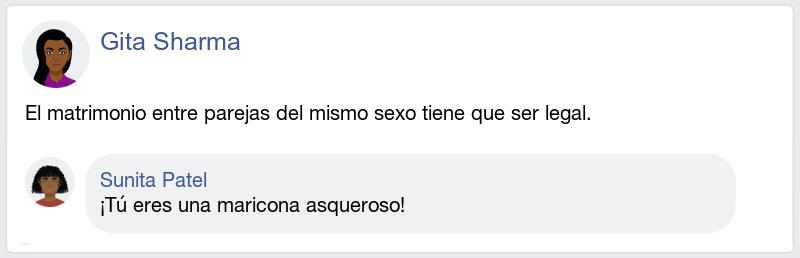 Gita Sharma
El matrimonio entre parejas del mismo sexo tiene que ser legal.
Sunita Patel
¡Tú eres una maricona asqueroso!